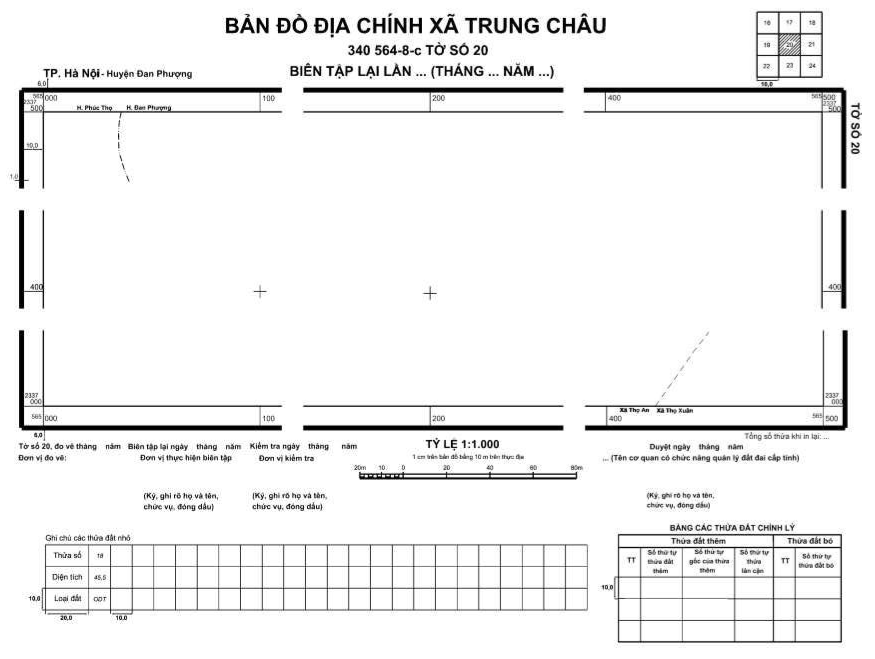 BẢN ĐỒ ĐỊA CHÍNH XÃ TRUNG CHÂU
340 564-8-c TỜ SỐ 20
TP. Hà Nội - Huyện Đan Phượng
BIÊN TẬP LẠI LẦN ... (THÁNG ... NĂM ...)
16 17 18
19 20 21
22 23 24
10,0
TỜ SỐ 20
6,0
565 000 100 200 400 565 500
2337 500
2337 500
H. Phúc Thọ H. Đan Phượng
10,0
1,0
400 400
2337 000
2337 000
Xã Thọ An Xã Thọ Xuân
565 000 100 200 400 565 500
6,0
Tổng số thửa khi in lại: ...
Tờ số 20, đo vẽ tháng năm Biên tập lại ngày tháng năm Kiểm tra ngày tháng năm
TỶ LỆ 1:1.000
Duyệt ngày tháng năm
Đơn vị đo vẽ: Đơn vị thực hiện biên tập Đơn vị kiểm tra
1 cm trên bản đồ bằng 10 m trên thực địa
... (Tên cơ quan có chức năng quản lý đất đai cấp tỉnh)
20m 10 0 20 40 60 80m
(Ký, ghi rõ họ và tên, (Ký, ghi rõ họ và tên, (Ký, ghi rõ họ và tên,
chức vụ, đóng dấu) chức vụ, đóng dấu) chức vụ, đóng dấu)
Ghi chú các thửa đất nhỏ
Thửa số 18
Diện tích 45,5
Loại đất ODT
10,0
20,0 10,0
BẢNG CÁC THỬA ĐẤT CHỈNH LÝ
Thửa đất thêm Thửa đất bỏ
TT Số thứ tự thửa đất thêm Số thứ tự gốc của thửa thêm Số thứ tự thửa lân cận TT Số thứ tự thửa đất bỏ
10,0